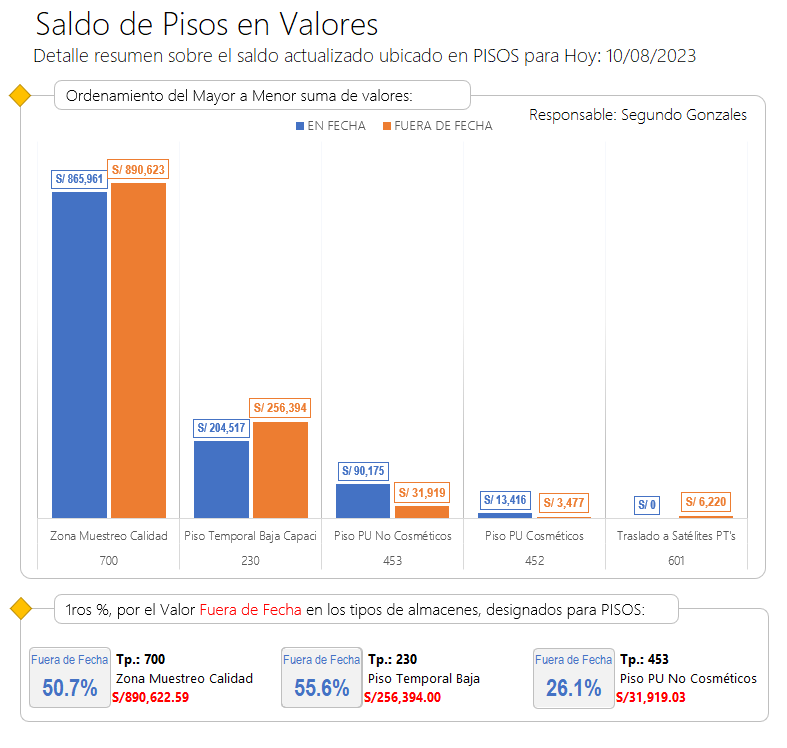 Saldo de Pisos en Valores
Detalle resumen sobre el saldo actualizado ubicado en PISOS para Hoy: 10/08/2023
Ordenamiento del Mayor a Menor suma de valores:
Responsable: Segundo Gonzales
EN FECHA FUERA DE FECHA
S/ 865,961 S/ 890,623
S/ 204,517 S/ 256,394
S/ 90,175 S/ 31,919
S/ 13,416 S/ 3,477
S/ 0 S/ 6,220
Zona Muestreo Calidad Piso Temporal Baja Capaci Piso PU No Cosméticos Piso PU Cosméticos Traslado a Satélites PT's
700 230 453 452 601
1ros %, por el Valor Fuera de Fecha en los tipos de almacenes, designados para PISOS:
Fuera de Fecha
50.7%
Tp.: 700
Zona Muestreo Calidad
S/890,622.59
Fuera de Fecha
55.6%
Tp.: 230
Piso Temporal Baja
S/256,394.00
Fuera de Fecha
26.1%
Tp.: 453
Piso PU No Cosméticos
S/31,919.03